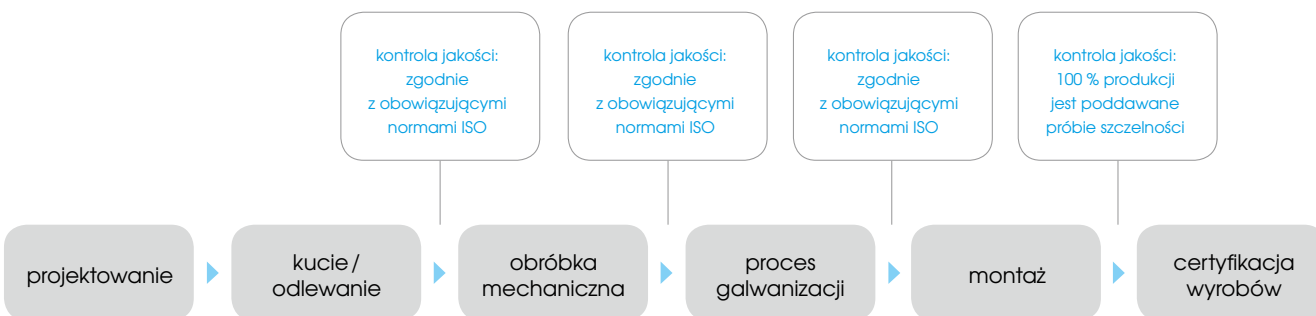 kontrola jakości:
zgodnie
z obowiązującymi
normami ISO
kontrola jakości:
zgodnie
z obowiązującymi
normami ISO
kontrola jakości:
zgodnie
z obowiązującymi
normami ISO
kontrola jakości:
100 % produkcji
jest poddawane
próbie szczelności
projektowanie
kucie /
odlewanie
obróbka
mechaniczna
proces
galwanizacji
montaż
certyfikacja
wyrobów